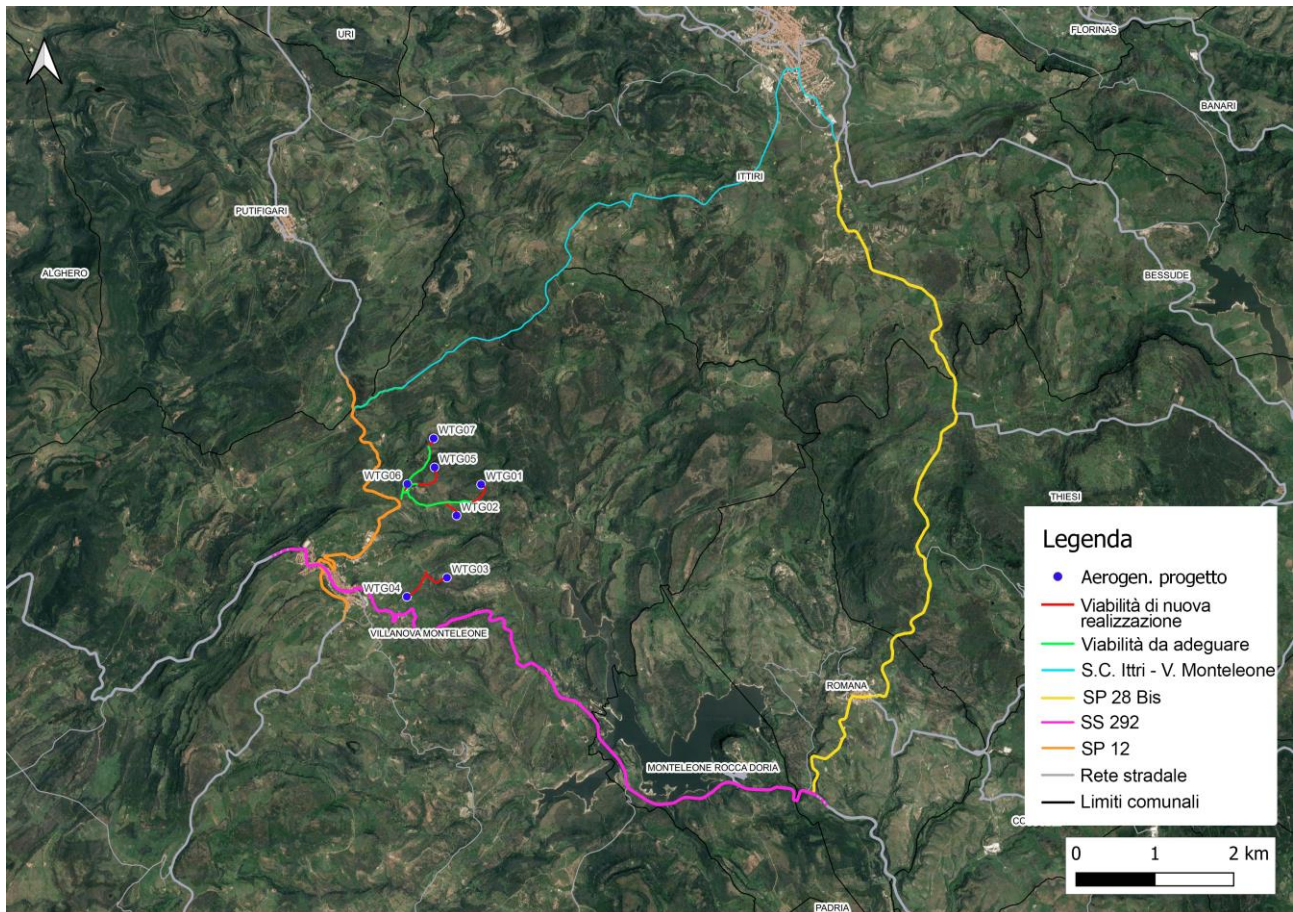 URI
FLORINAS
BANARI
ITTIRI
PUTIFIGARI
ALGHERO
BESSUDE
WTG07
WTG05
WTG06
WTG01
WTG02
THIESI
WTG03
WTG04
VILLANOVA MONTELEONE
ROMANA
MONTELEONE ROCCA DORIA
PADRIA
Legenda
Aerogen. progetto
Viabilità di nuova
realizzazione
Viabilità da adeguare
S.C. Ittri - V. Monteleone
SP 28 Bis
SS 292
SP 12
Rete stradale
Limiti comunali
0 1 2 km